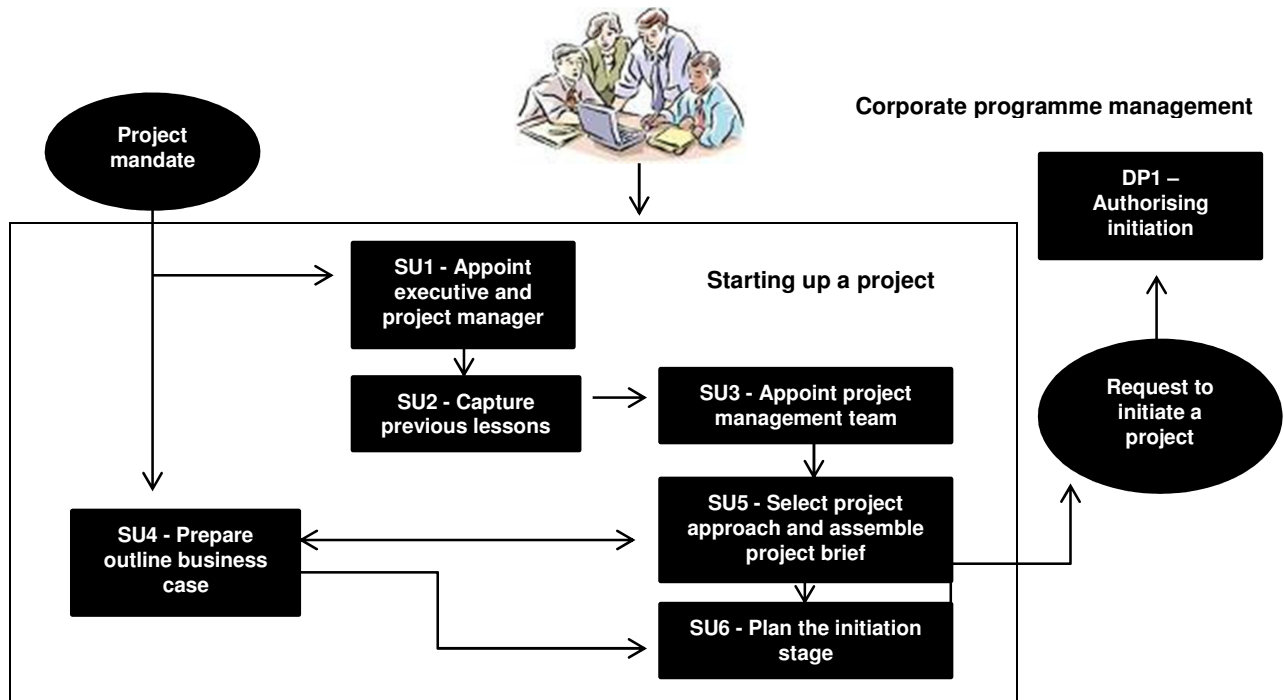 Corporate programme management
Project
mandate
DP1 –
Authorising
initiation
SU1 - Appoint
executive and
project manager
Starting up a project
SU2 - Capture
previous lessons
SU3 - Appoint project
management team
Request to
initiate a
project
SU4 - Prepare
outline business
case
SU5 - Select project
approach and assemble
project brief
SU6 - Plan the initiation
stage